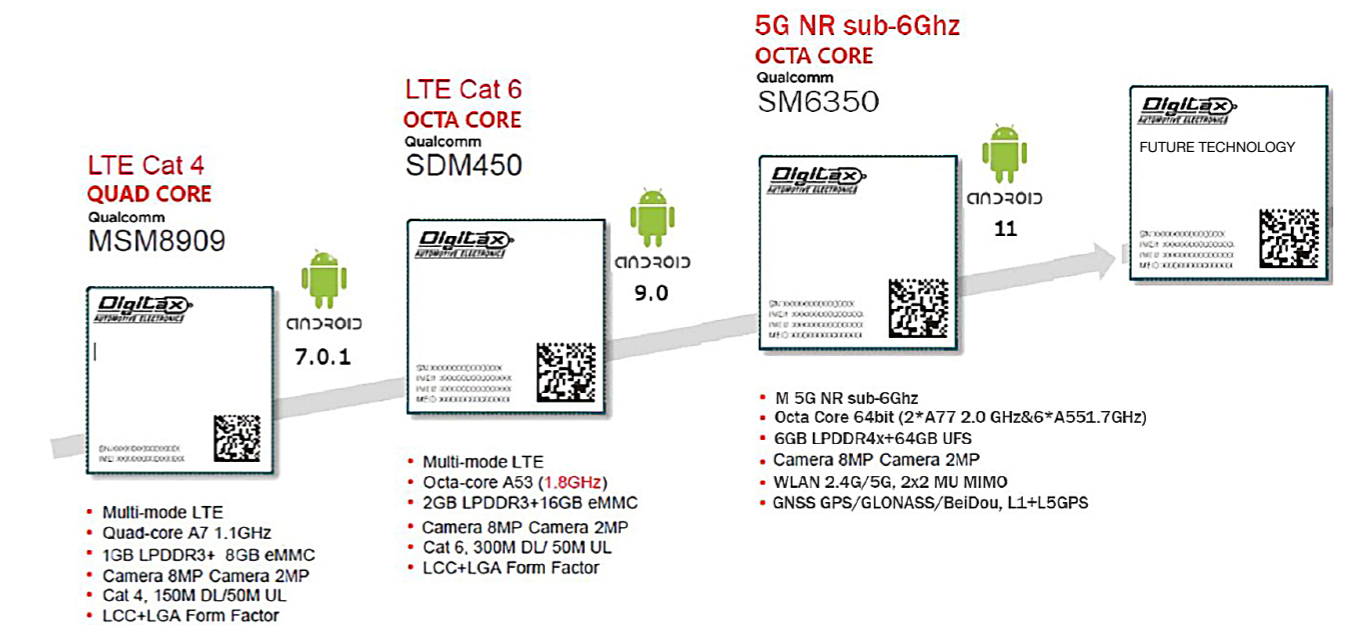 LTE Cat 4
QUAD CORE
Qualcomm
MSM8909
Digitax
AUTOMOTIVE ELECTRONICS
ANDROID
7.0.1
Multi-mode LTE
Quad-core A7 1.1GHz
1GB LPDDR3+ 8GB eMMC
Camera 8MP Camera 2MP
Cat 4, 150M DL/50M UL
LCC+LGA Form Factor
LTE Cat 6
OCTA CORE
Qualcomm
SDM450
Digitax
AUTOMOTIVE ELECTRONICS
ANDROID
9.0
Multi-mode LTE
Octa-core A53 (1.8GHz)
2GB LPDDR3+16GB eMMC
Camera 8MP Camera 2MP
Cat 6, 300M DL/ 50M UL
LCC+LGA Form Factor
5G NR sub-6Ghz
OCTA CORE
Qualcomm
SM6350
Digitax
AUTOMOTIVE ELECTRONICS
ANDROID
11
M 5G NR sub-6Ghz
Octa Core 64bit (2*A77 2.0 GHz&6*A551.7GHz)
6GB LPDDR4x+64GB UFS
Camera 8MP Camera 2MP
WLAN 2.4G/5G, 2x2 MU MIMO
GNSS GPS/GLONASS/BeiDou, L1+L5GPS
Digitax
AUTOMOTIVE ELECTRONICS
FUTURE TECHNOLOGY